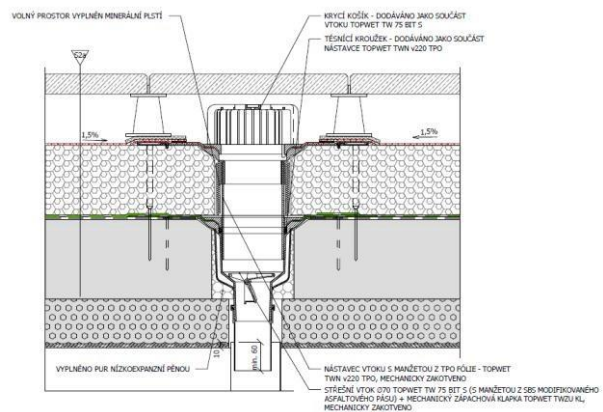 VOLNÝ PROSTOR VYPLNĚN MINERÁLNÍ PLSTÍ
KRYCÍ KOŠÍK - DODÁVÁNO JAKO SOUČÁST
VTOKU TOPWET TW 75 BIT S
TĚSNÍCÍ KROUŽEK - DODÁVÁNO JAKO SOUČÁST
NÁSTAVCE TOPWET TWN v220 TPO
S2a
1,5%
1,5%
10
min. 60
VYPLNĚNO PUR NÍZKOEXPANZNÍ PĚNOU
NÁSTAVEC VTOKU S MANŽETOU Z TPO FÓLIE - TOPWET
TWN v220 TPO, MECHANICKY ZAKOTVENO
STŘEŠNÍ VTOK Ø70 TOPWET TW 75 BIT S (S MANŽETOU Z SBS MODIFIKOVANÉHO
ASFALTOVÉHO PÁSU) + MECHANICKÝ ZÁPACHOVÁ KLAPKA TOPWET TWZU KL,
MECHANICKY ZAKOTVENO